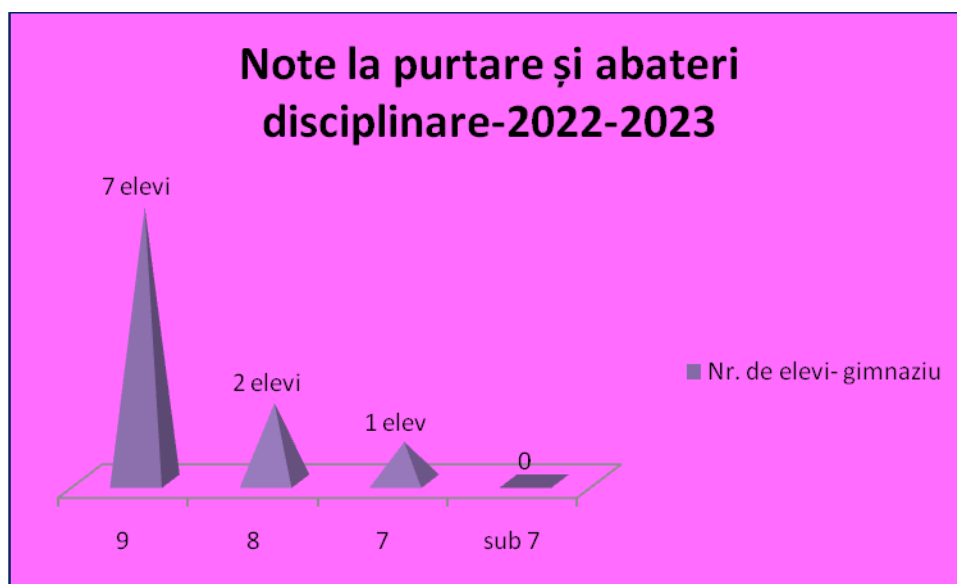 Note la purtare și abateri
disciplinare-2022-2023
7 elevi
2 elevi
1 elev
0
9
8
7
sub 7
Nr. de elevi- gimnaziu